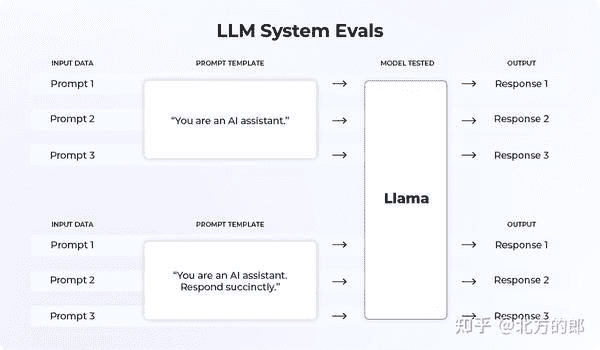 LLM System Evals
INPUT DATA PROMPT TEMPLATE MODEL TESTED OUTPUT
Prompt 1 Response 1
Prompt 2 “You are an AI assistant.” Response 2
Prompt 3 Response 3
Llama
INPUT DATA PROMPT TEMPLATE OUTPUT
Prompt 1 Response 1
Prompt 2 “You are an AI assistant. Response 2
Respond succinctly.”
Prompt 3 Response 3
知乎 @北方的郎